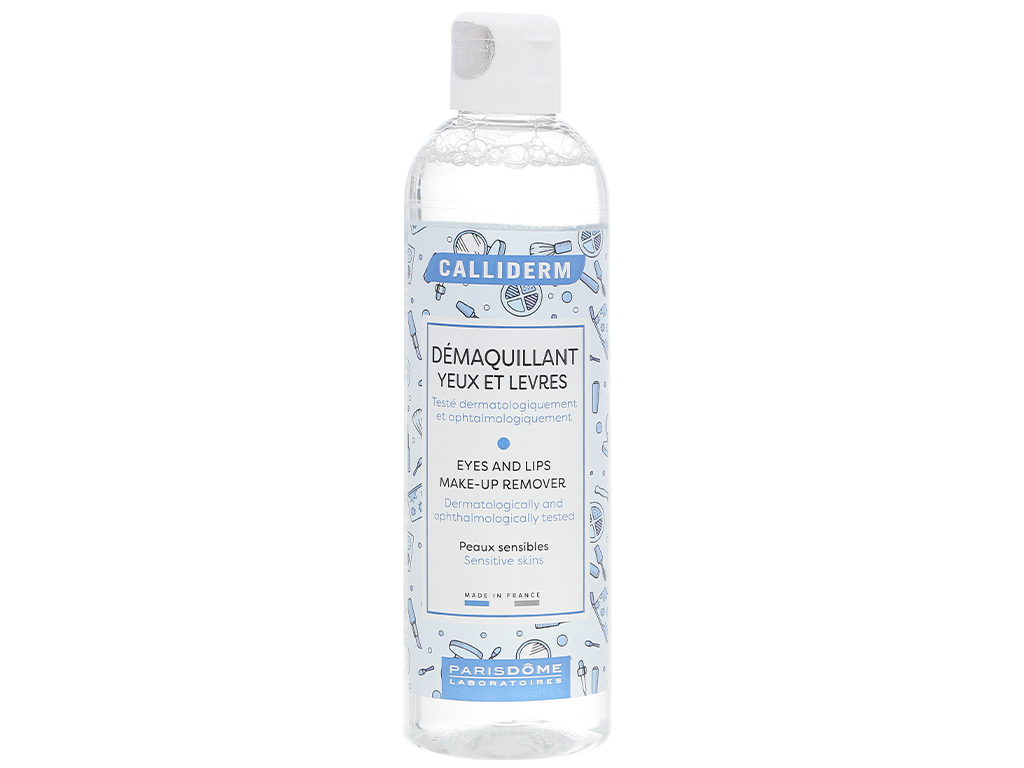 CALLIDERM
DÉMAQUILLANT
YEUX ET LEVRES
Testé dermatologiquement
et ophtalmologiquement
EYES AND LIPS
MAKE-UP REMOVER
Dermatologically and
ophthalmologically tested
Peaux sensibles
Sensitive skins
MADE IN FRANCE
PARISDÔME
LABORATOIRES